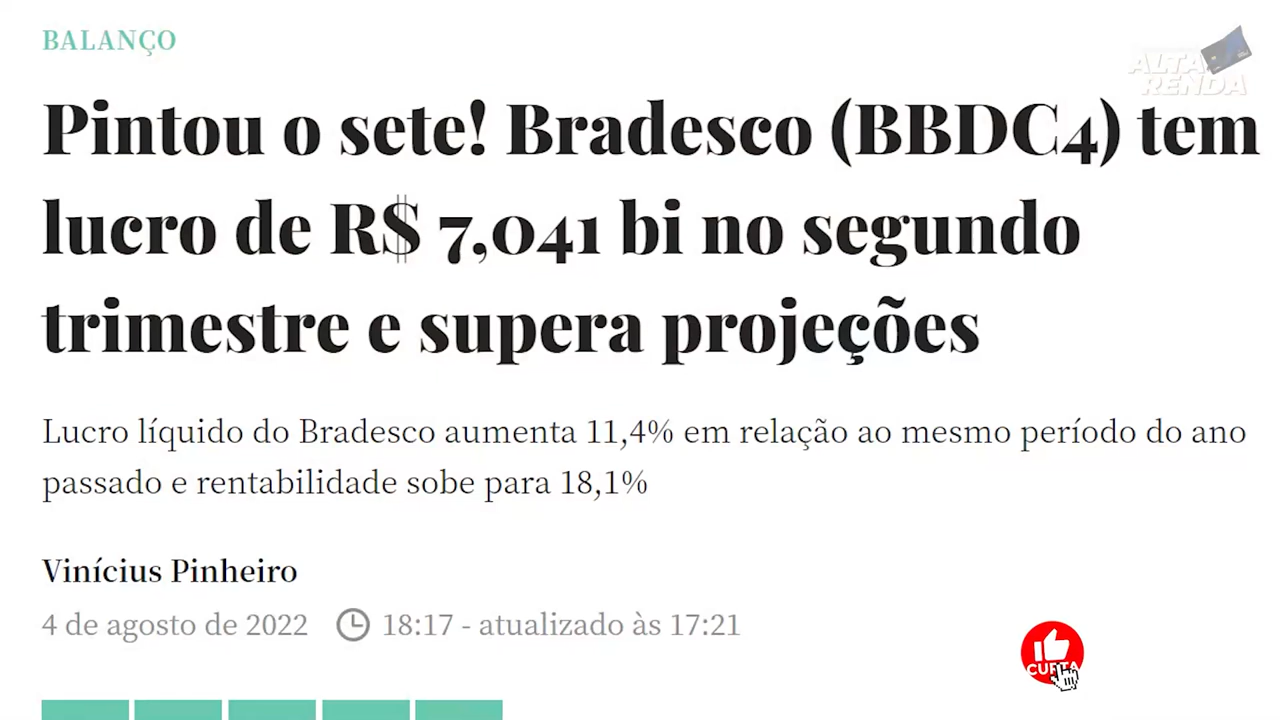 BALANÇO
ALTA
RENDA
Pintou o sete! Bradesco (BBDC4) tem
lucro de R$ 7,041 bi no segundo
trimestre e supera projeções
Lucro líquido do Bradesco aumenta 11,4% em relação ao mesmo período do ano
passado e rentabilidade sobe para 18,1%
Vinícius Pinheiro
4 de agosto de 2022 18:17 - atualizado às 17:21